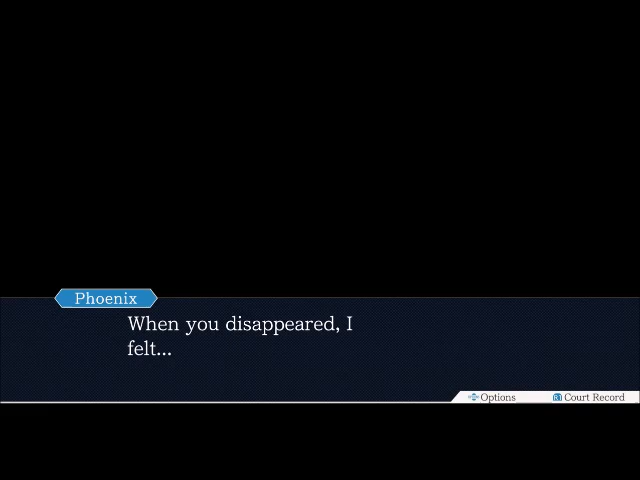 Phoenix
When you disappeared, I
felt...
Options
Court Record